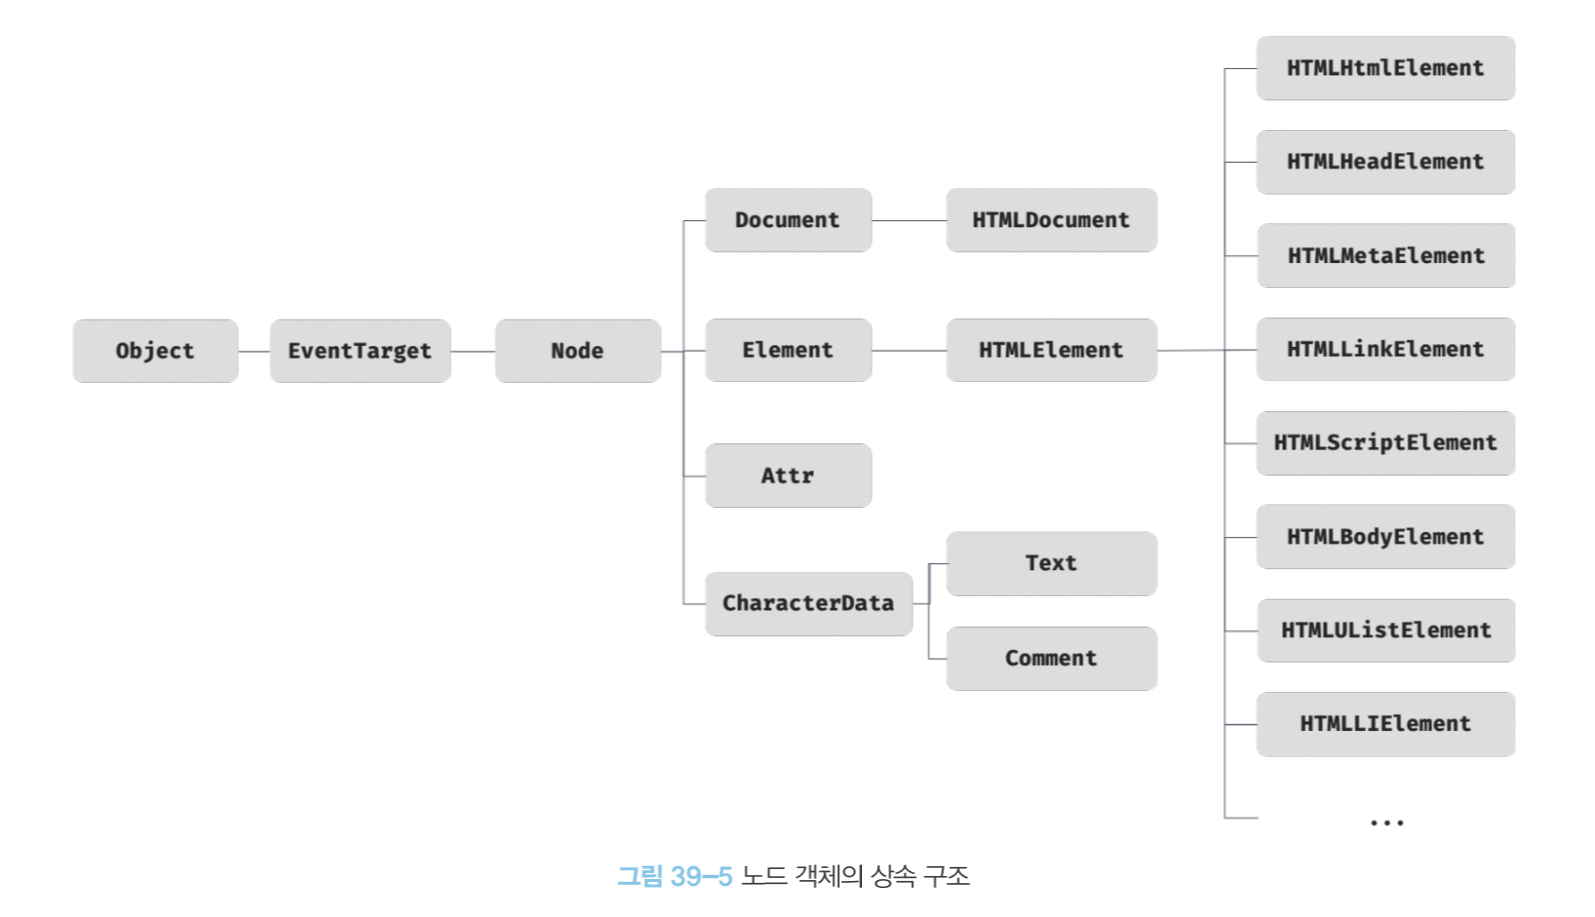 HTMLHtmlElement
HTMLHeadElement
Document
HTMLDocument
HTMLMetaElement
Object
EventTarget
Node
Element
HTMLElement
HTMLLinkElement
HTMLScriptElement
Attr
HTMLBodyElement
Text
CharacterData
HTMLUListElement
Comment
HTMLLIElement
...
그림 39-5 노드 객체의 상속 구조